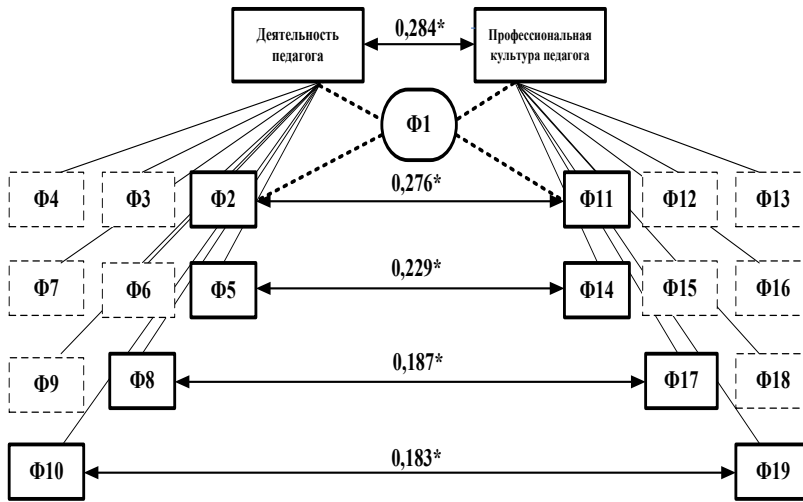 Деятельность
педагога
0,284*
Профессиональная
культура педагога
Ф1
Ф4
Ф3
Ф2
0,276*
Ф11
Ф12
Ф13
Ф7
Ф6
Ф5
0,229*
Ф14
Ф15
Ф16
Ф9
Ф8
0,187*
Ф17
Ф18
Ф10
0,183*
Ф19